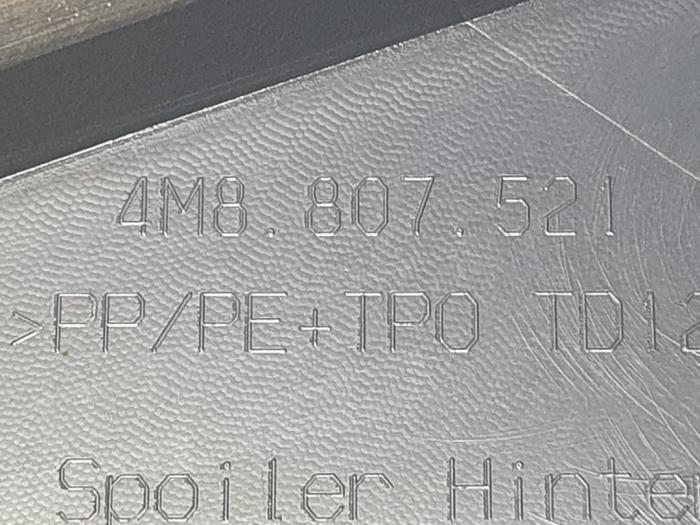 4M8.807.521
>PP/PE+TPO TD12
Spoiler Hinter